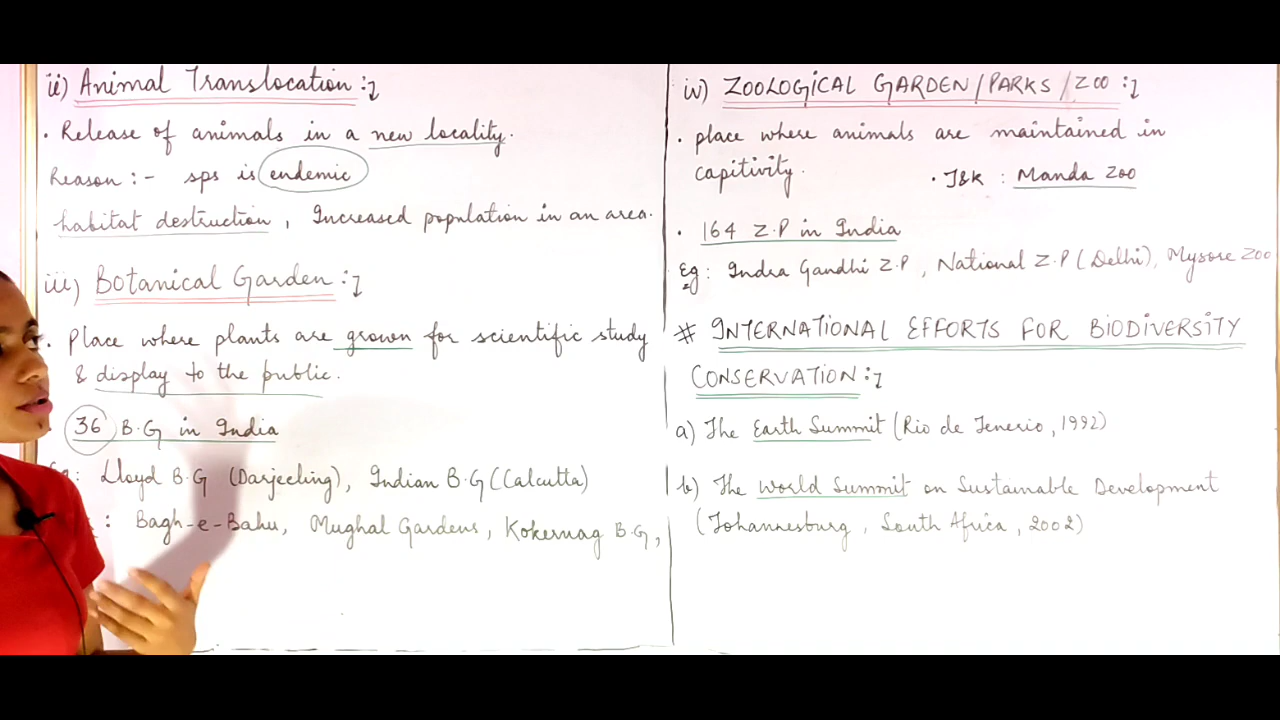 ii) Animal Translocation :-
• Release of animals in a new locality.
Reason :- sps is endemic
habitat destruction, Increased population in an area.
iii) Botanical Garden :-
• Place where plants are grown for scientific study
& display to the public.
36 B.G in India
Eg: Lloyd B.G (Darjeeling), Indian B.G (Calcutta)
: Bagh-e-Bahu, Mughal Gardens, Kokernag B.G,
iv) ZOOLOGICAL GARDEN/PARKS/ZOO :-
• place where animals are maintained in
capitivity. • J&K : Manda Zoo
• 164 Z.P in India
Eg: Indra Gandhi Z.P, National Z.P (Delhi), Mysore Zoo
# INTERNATIONAL EFFORTS FOR BIODIVERSITY
CONSERVATION :-
a) The Earth Summit (Rio de Jenerio, 1992)
b) The World Summit on Sustainable Development
(Johannesburg, South Africa, 2002)